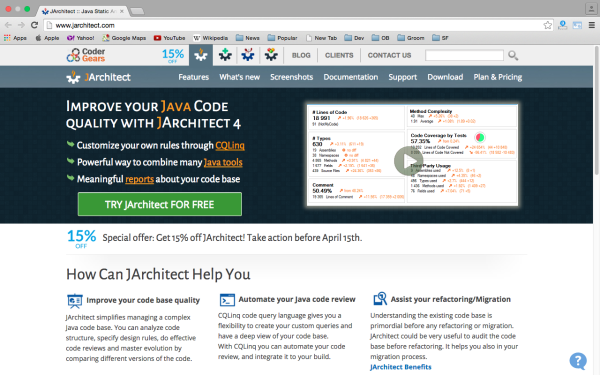 JArchitect :: Java Static An
www.jarchitect.com
Apps Apple Yahoo! Google Maps YouTube Wikipedia News Popular New Tab Dev Outlook Groom SF
Coder Gears
15% OFF
BLOG CLIENTS CONTACT US
JArchitect
Features What's new Screenshots Documentation Support Download Plan & Pricing
IMPROVE YOUR JAVA CODE
QUALITY WITH JARCHITECT 4
Customize your own rules through CQLinq
Powerful way to combine many Java tools
Meaningful reports about your code base
TRY JArchitect FOR FREE
# Lines of Code
18 991
# Types
630
Comment
50.49%
Method Complexity
Code Coverage by Tests
57.35%
Party Usage
15% OFF
Special offer: Get 15% off JArchitect! Take action before April 15th.
How Can JArchitect Help You
Improve your code base quality
JArchitect simplifies managing a complex
Java code base. You can analyze code
structure, specify design rules, do effective
code reviews and master evolution by
comparing different versions of the code.
Automate your Java code review
CQLinq code query language gives you a
flexibility to create your custom queries and
have a deep view of your code base.
With CQLinq you can automate your code
review, and integrate it to your build.
Assist your refactoring/Migration
Understanding the existing code base is
primordial before any refactoring or migration.
JArchitect could be very useful to audit the code
base before refactoring. It helps you also in your
migration process.
JArchitect Benefits
?